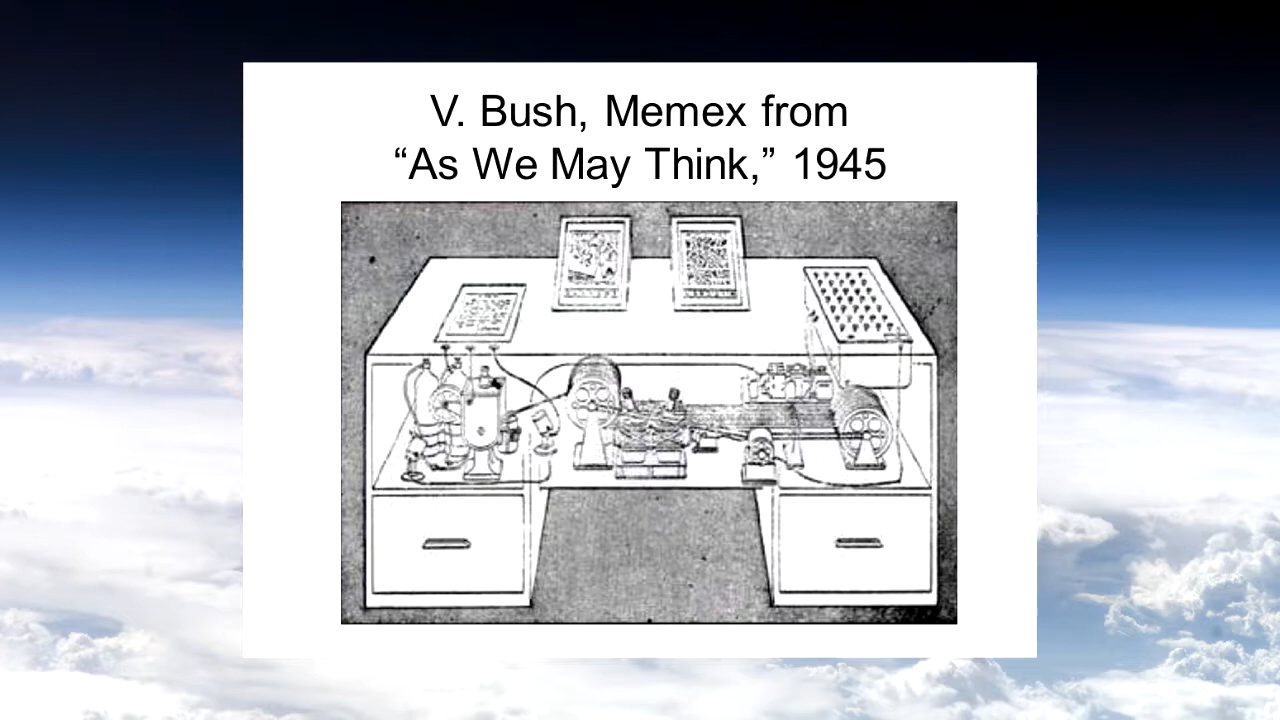 V. Bush, Memex from
“As We May Think,” 1945